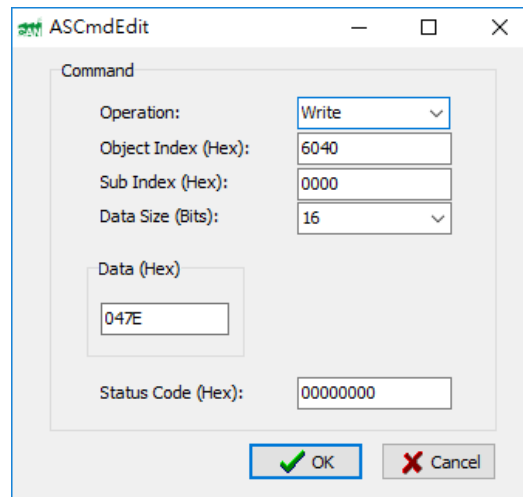 CAN ASCmdEdit
Command
Operation: Write
Object Index (Hex): 6040
Sub Index (Hex): 0000
Data Size (Bits): 16
Data (Hex)
047E
Status Code (Hex): 00000000
OK Cancel